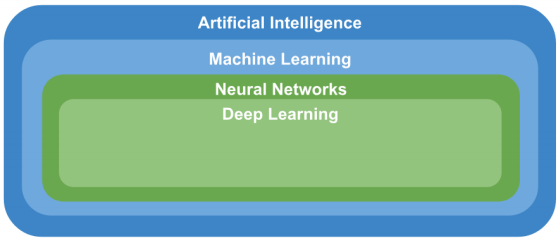 Artificial Intelligence
Machine Learning
Neural Networks
Deep Learning